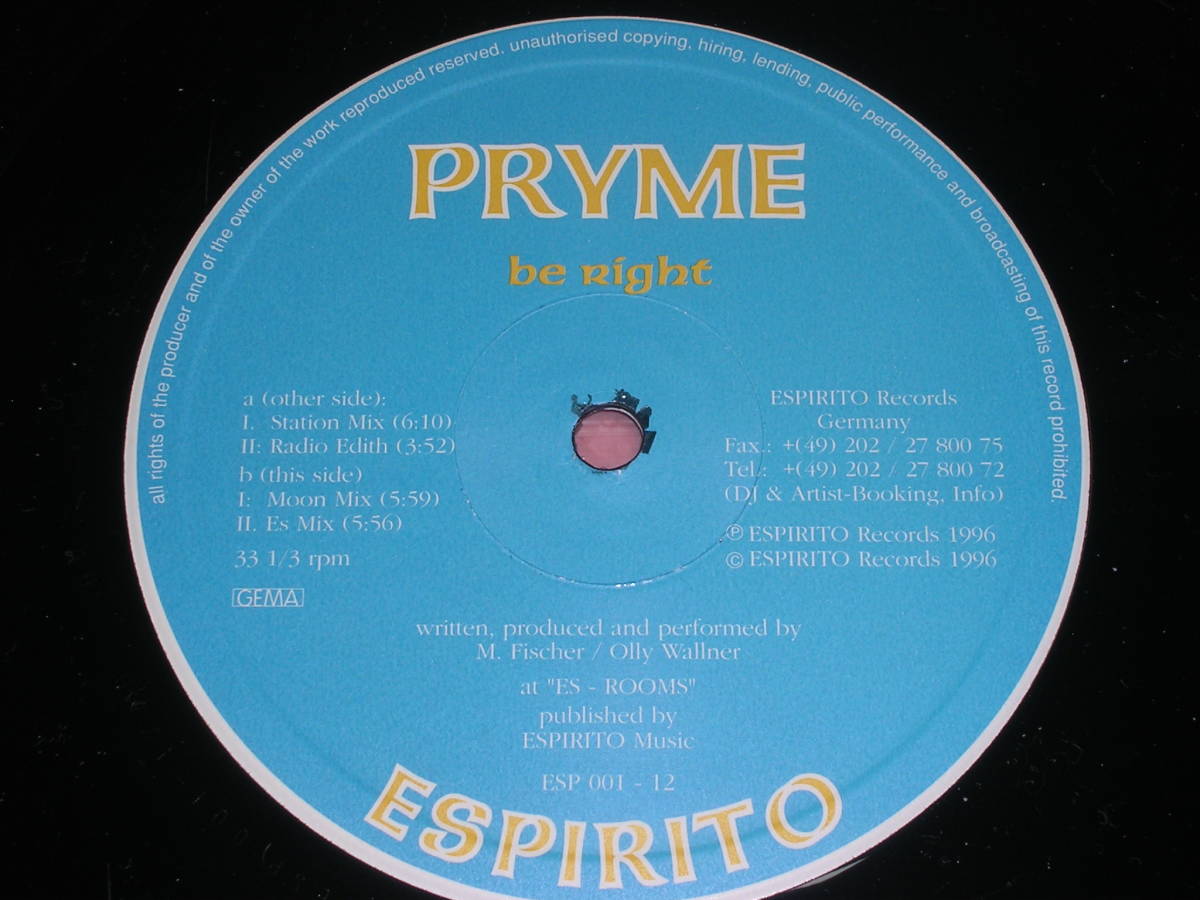 all rights of the producer and of the owner of the work reproduced reserved. unauthorised copying, hiring, lending, public performance and broadcasting of this record prohibited.
PRYME
be Right
a (other side):
I. Station Mix (6:10)
II: Radio Edith (3:52)
b (this side)
I: Moon Mix (5:59)
II. Es Mix (5:56)
33 1/3 rpm
GEMA
ESPIRITO Records
Germany
Fax.: +(49) 202 / 27 800 75
Tel.: +(49) 202 / 27 800 72
(DJ & Artist-Booking, Info)
Ⓟ ESPIRITO Records 1996
© ESPIRITO Records 1996
written, produced and performed by
M. Fischer / Olly Wallner
at "ES - ROOMS"
published by
ESPIRITO Music
ESP 001 - 12
ESPIRITO